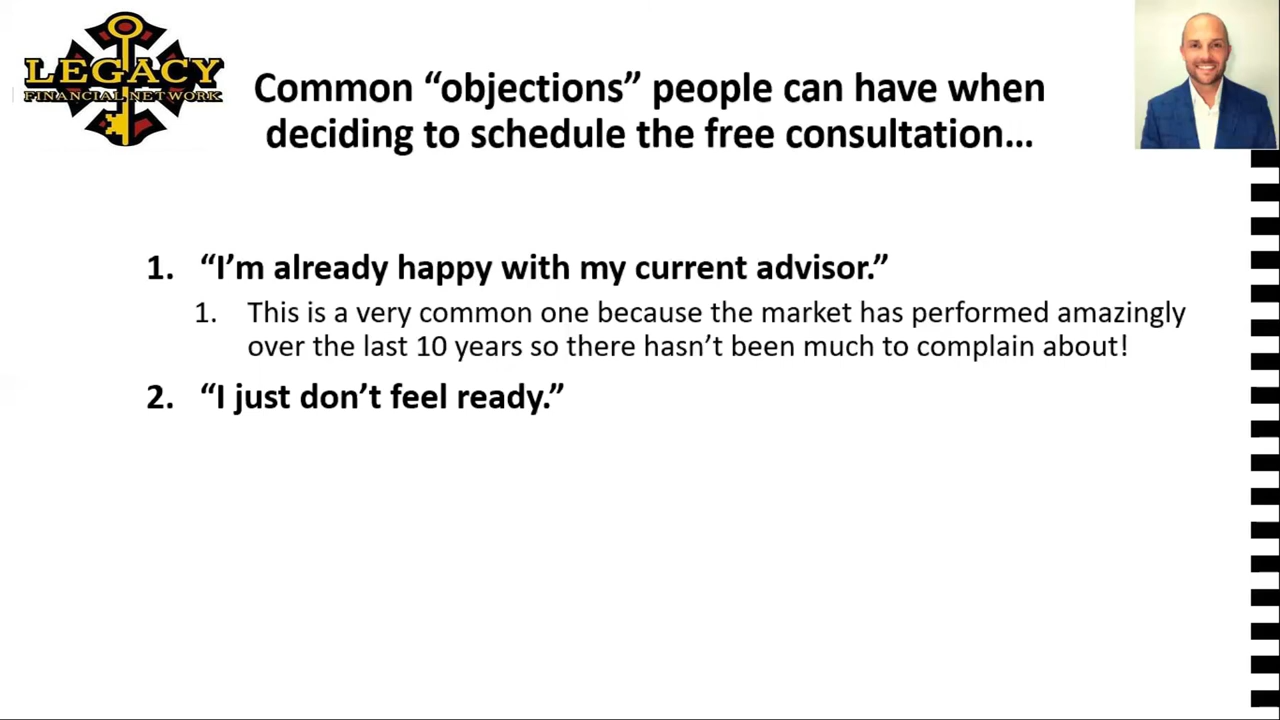 LEGACY
FINANCIAL NETWORK
Common “objections” people can have when
deciding to schedule the free consultation…
1. “I’m already happy with my current advisor.”
1. This is a very common one because the market has performed amazingly
over the last 10 years so there hasn’t been much to complain about!
2. “I just don’t feel ready.”